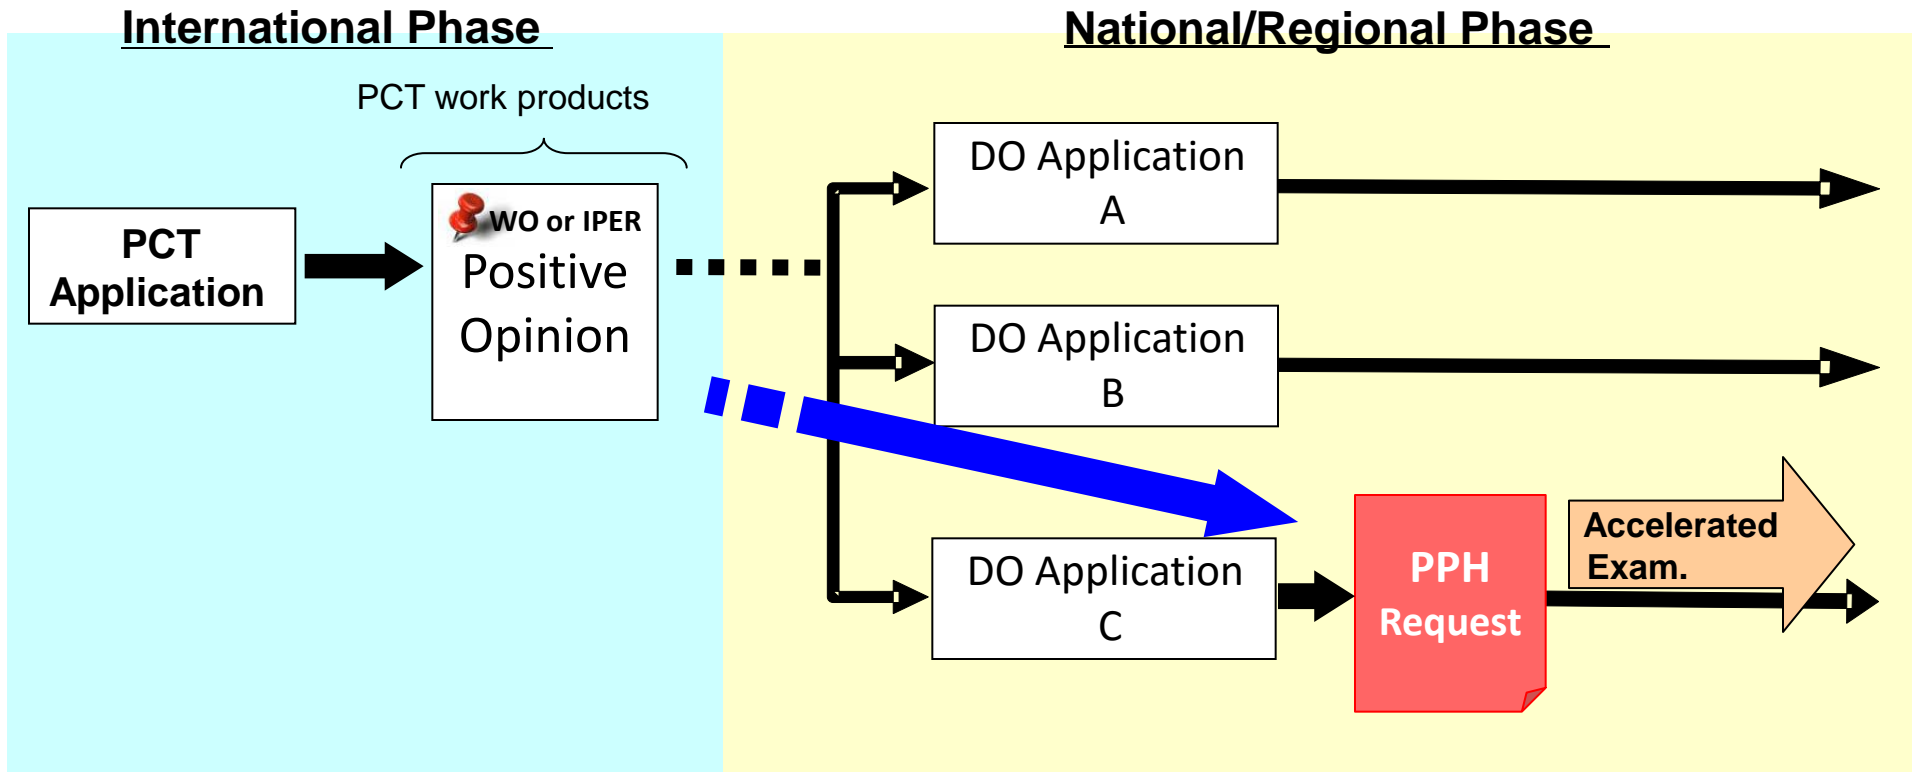 International Phase
National/Regional Phase
PCT work products
PCT
Application
WO or IPER
Positive
Opinion
DO Application
A
DO Application
B
DO Application
C
PPH
Request
Accelerated
Exam.